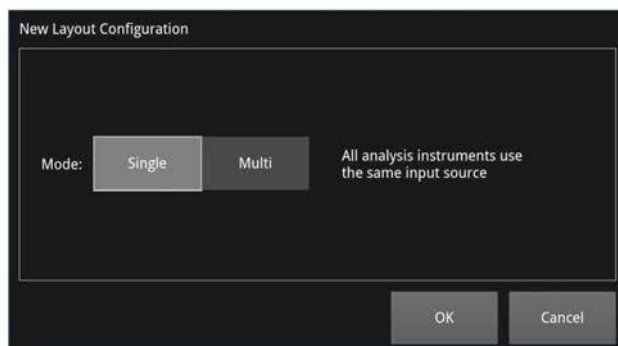 New Layout Configuration
Mode:
Single
Multi
All analysis instruments use
the same input source
OK
Cancel